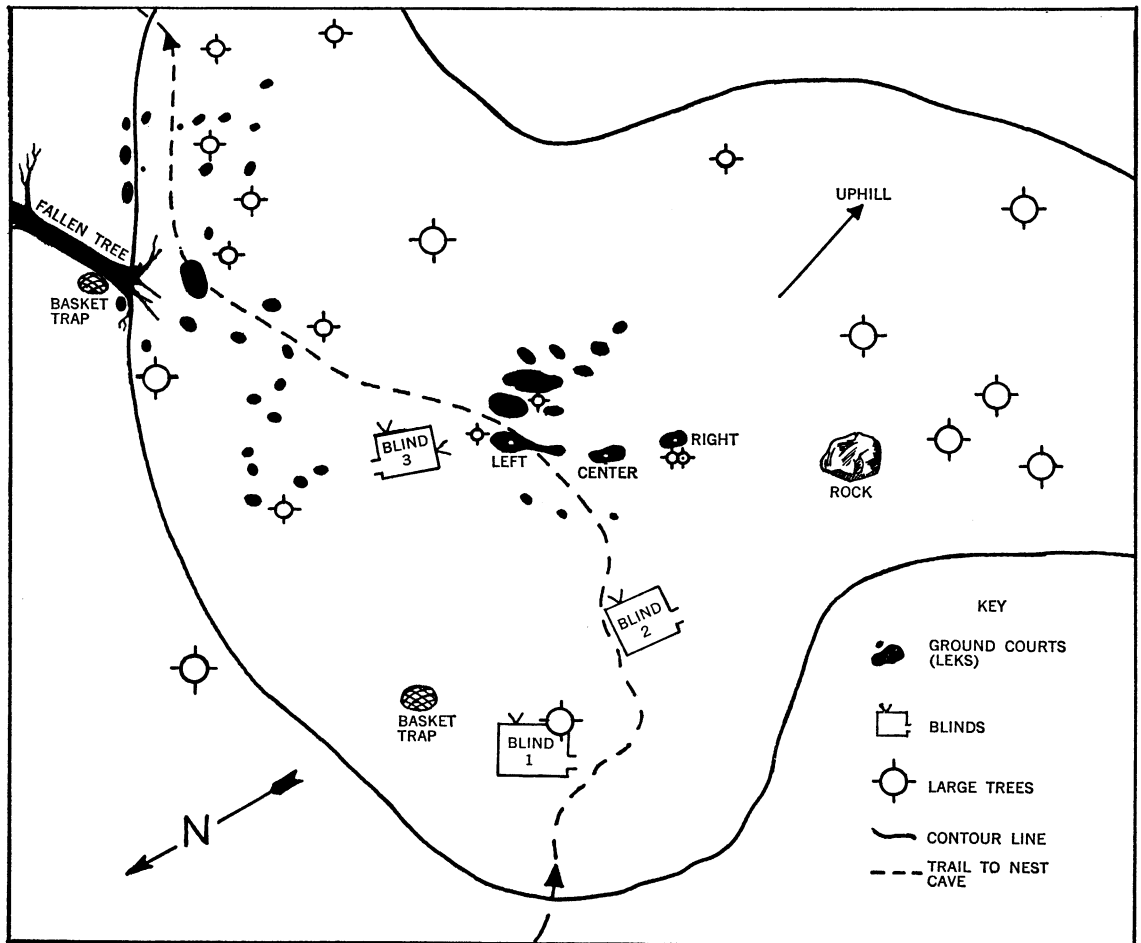 UPHILL
FALLEN TREE
BASKET
TRAP
BLIND
3
LEFT
CENTER
RIGHT
ROCK
BLIND
2
BASKET
TRAP
BLIND
1
N
KEY
GROUND COURTS
(LEKS)
BLINDS
LARGE TREES
CONTOUR LINE
TRAIL TO NEST
CAVE